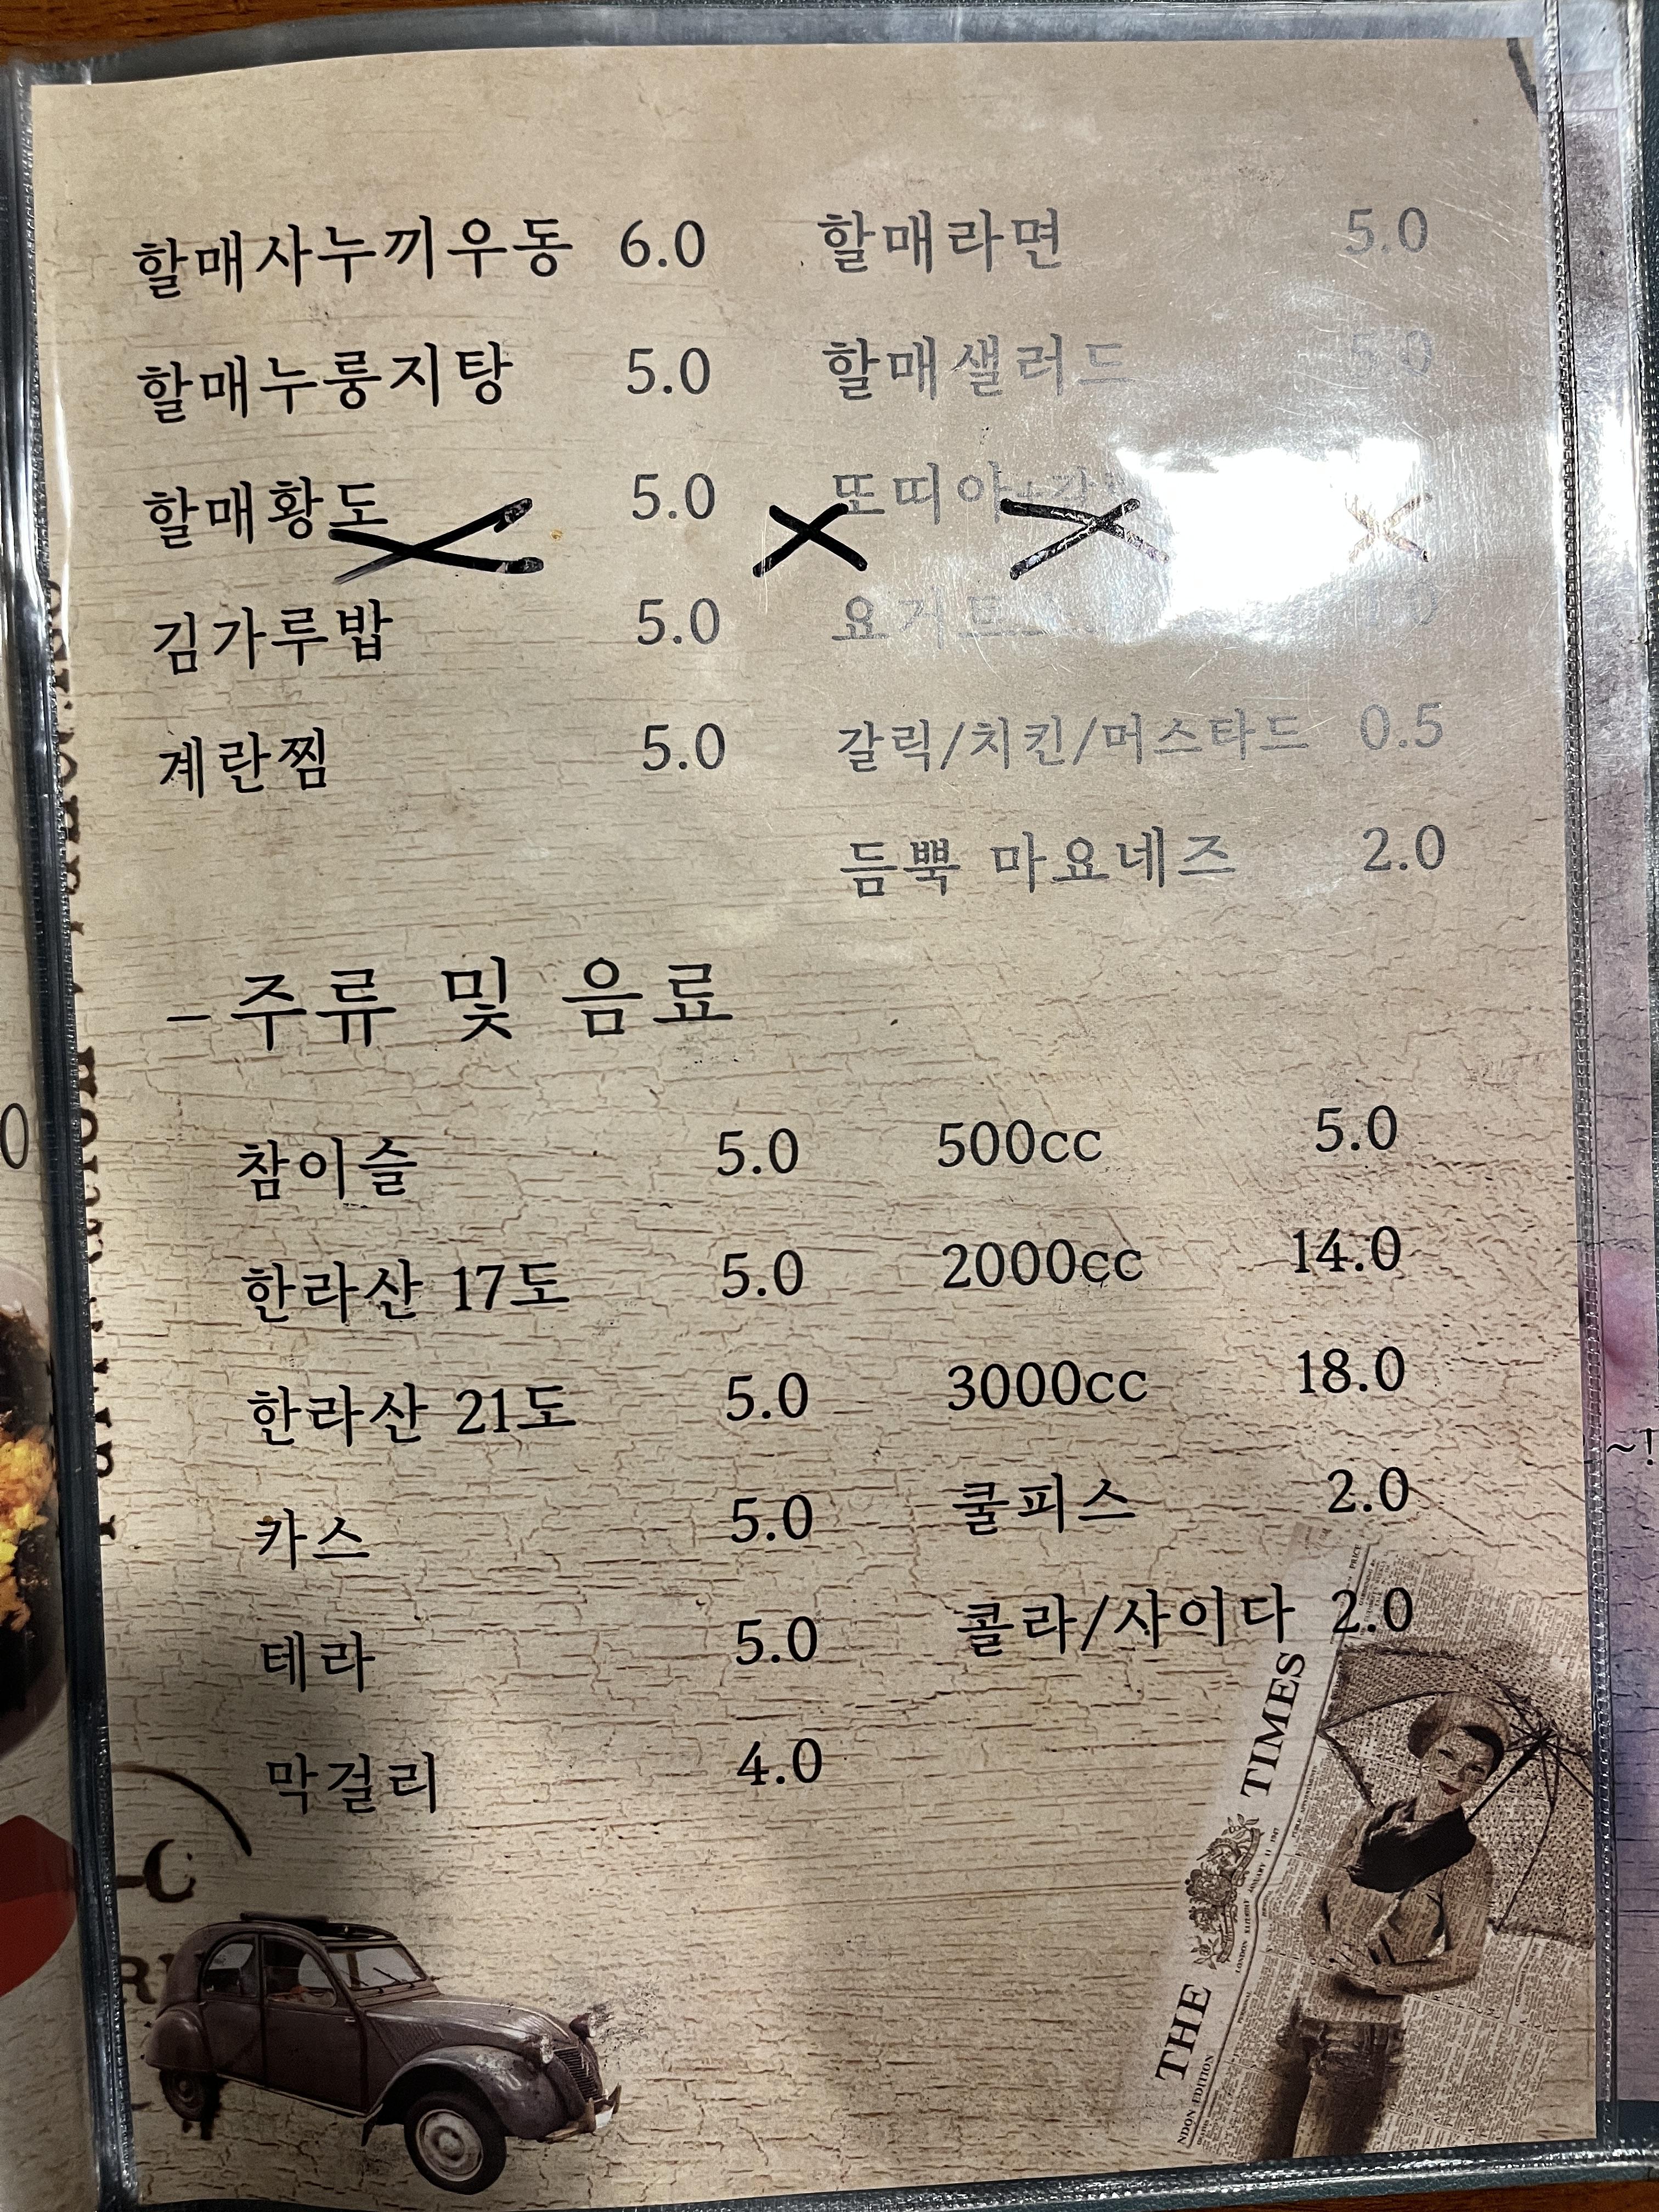 할매사누끼우동 6.0
할매누룽지탕 5.0
할매황도 5.0
김가루밥 5.0
계란찜 5.0
할매라면 5.0
할매샐러드 5.0
또띠아
갈릭/치킨/머스타드 0.5
듬뿍 마요네즈 2.0
-주류 및 음료
참이슬 5.0
한라산 17도 5.0
한라산 21도 5.0
카스 5.0
테라 5.0
막걸리 4.0
500cc 5.0
2000cc 14.0
3000cc 18.0
쿨피스 2.0
콜라/사이다 2.0
THE TIMES
~!